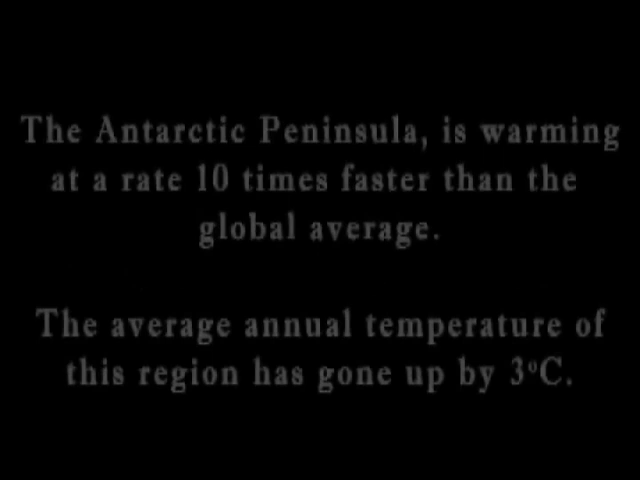 The Antarctic Peninsula, is warming
at a rate 10 times faster than the
global average.
The average annual temperature of
this region has gone up by 3ºC.